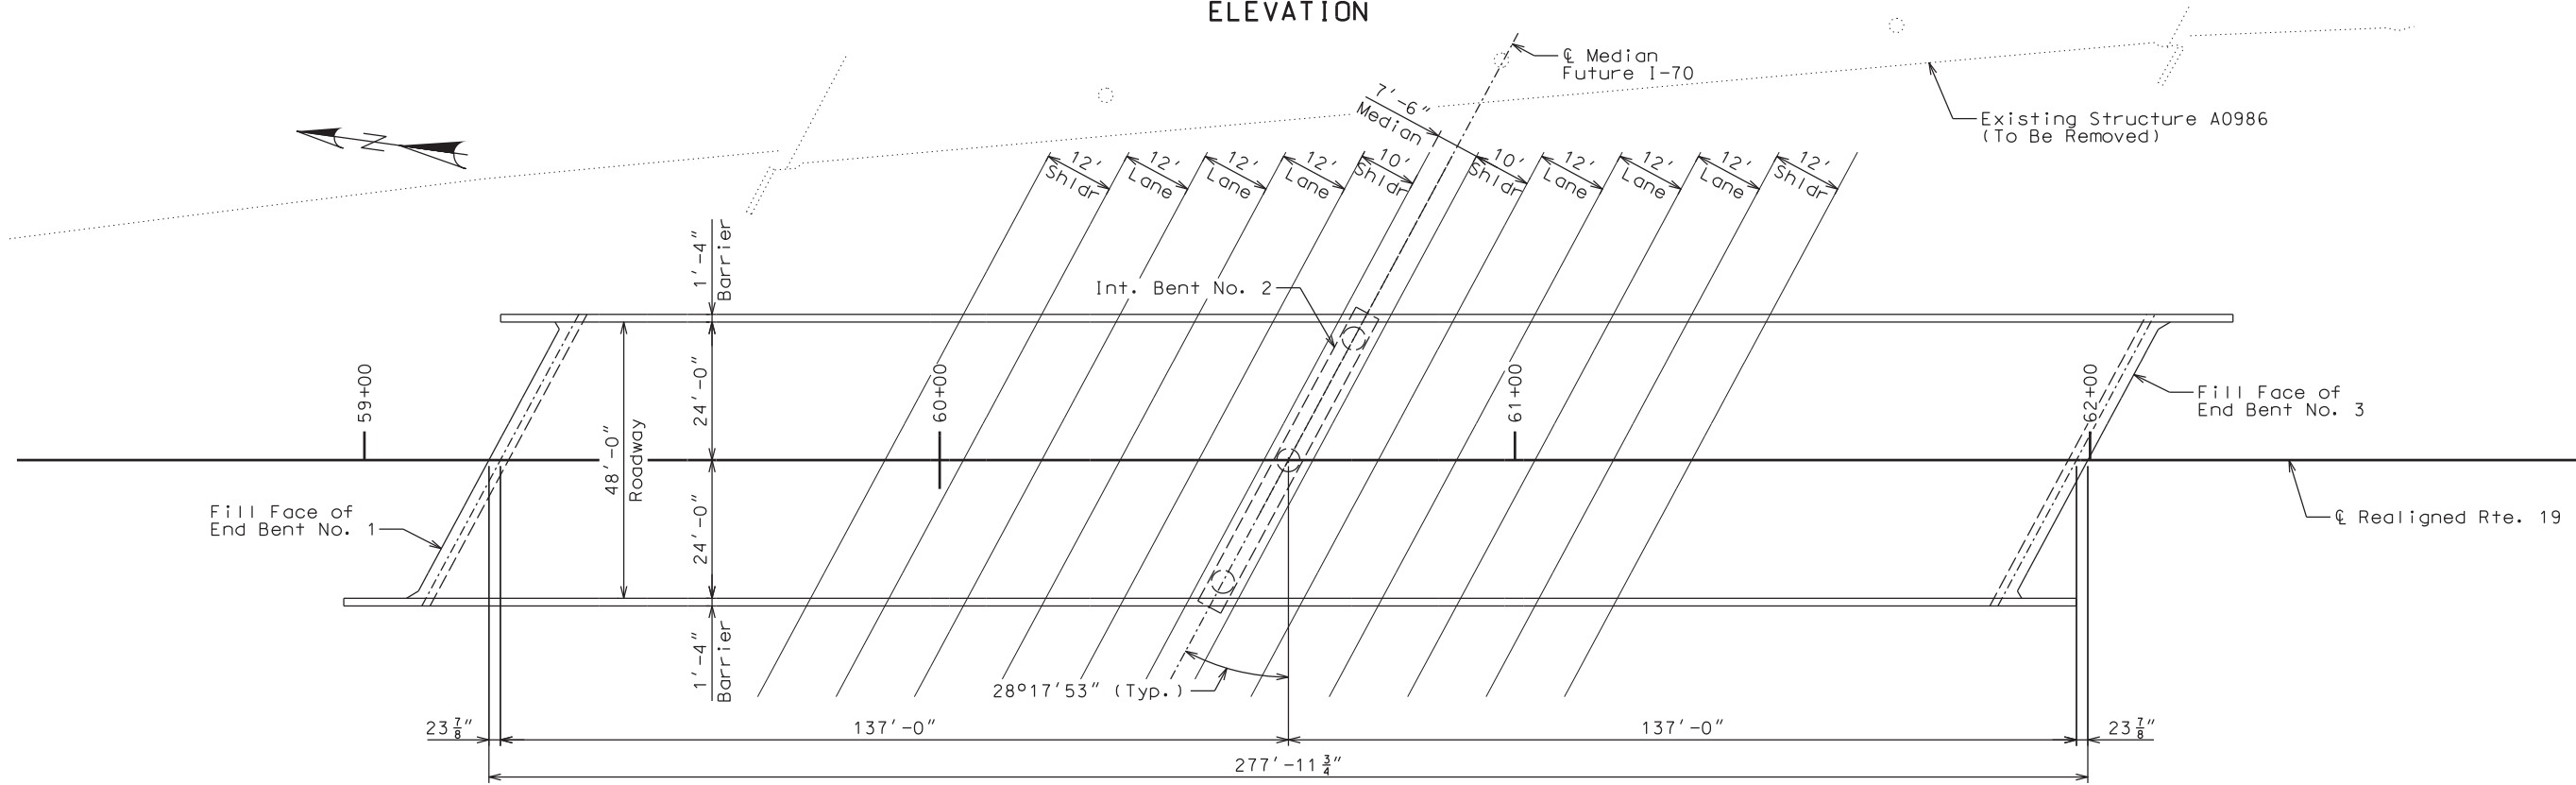 ELEVATION
℄ Median
Future I-70
7'-6"
Median
Existing Structure A0986
(To Be Removed)
N
12'
Shldr
12'
Lane
12'
Lane
12'
Lane
10'
Shldr
10'
Shldr
12'
Lane
12'
Lane
12'
Lane
12'
Shldr
1'-4"
Barrier
Int. Bent No. 2
59+00
60+00
61+00
62+00
24'-0"
48'-0"
Roadway
24'-0"
Fill Face of
End Bent No. 3
Fill Face of
End Bent No. 1
℄ Realigned Rte. 19
1'-4"
Barrier
28°17'53" (Typ.)
23 7/8"
137'-0"
137'-0"
23 7/8"
277'-11 3/4"